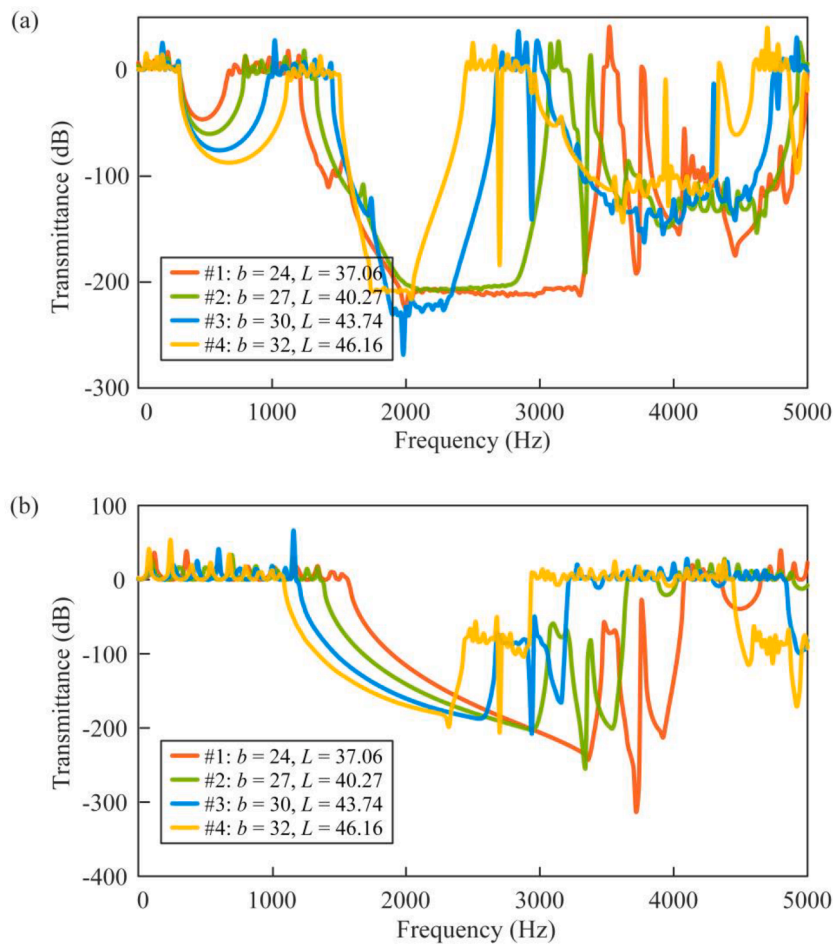 (a)
0
-100
-200
-300
Transmittance (dB)
#1: b = 24, L = 37.06
#2: b = 27, L = 40.27
#3: b = 30, L = 43.74
#4: b = 32, L = 46.16
0 1000 2000 3000 4000 5000
Frequency (Hz)
(b)
100
0
-100
-200
-300
-400
Transmittance (dB)
#1: b = 24, L = 37.06
#2: b = 27, L = 40.27
#3: b = 30, L = 43.74
#4: b = 32, L = 46.16
0 1000 2000 3000 4000 5000
Frequency (Hz)